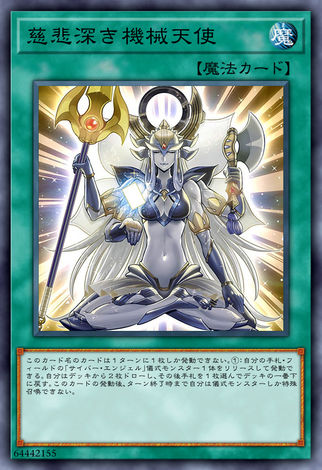 慈悲深き機械天使
魔
【魔法カード】
このカード名のカードは1ターンに1枚しか発動できない。①:自分の手札・フィ
ールドの「サイバー・エンジェル」儀式モンスター1体をリリースして発動で
きる。自分はデッキから2枚ドローし、その後手札を1枚選んでデッキの一番下
に戻す。このカードの発動後、ターン終了時まで自分は儀式モンスターしか特殊
召喚できない。
64442155